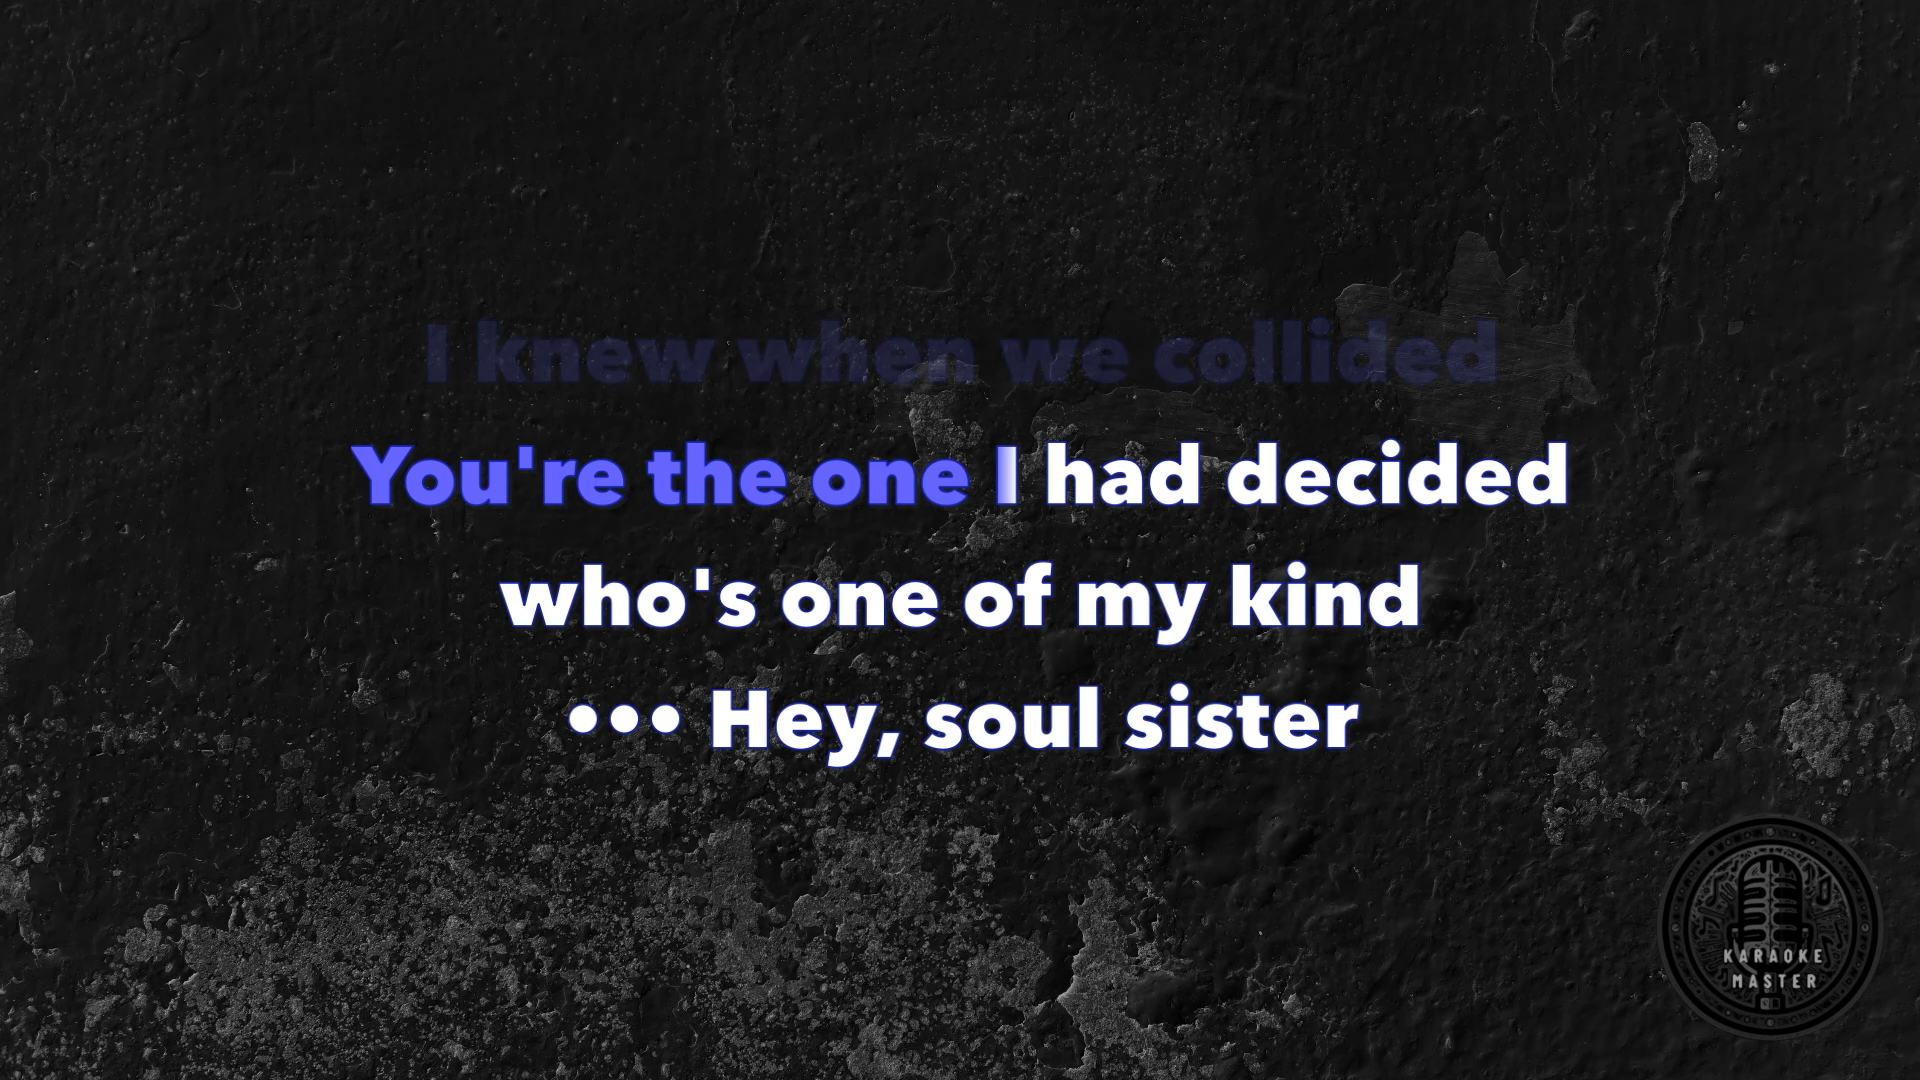 I knew when we collided
You're the one I had decided
who's one of my kind
••• Hey, soul sister
KARAOKE
MASTER